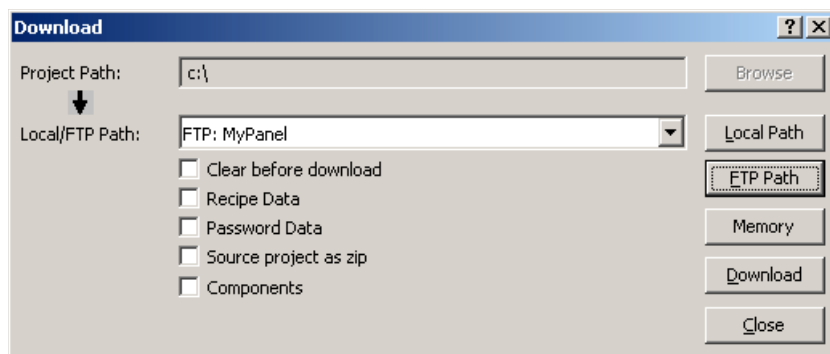 Download
Project Path: c:\ Browse
Local/FTP Path: FTP: MyPanel Local Path
Clear before download
FTP Path
Recipe Data
Password Data Memory
Source project as zip
Download
Components
Close